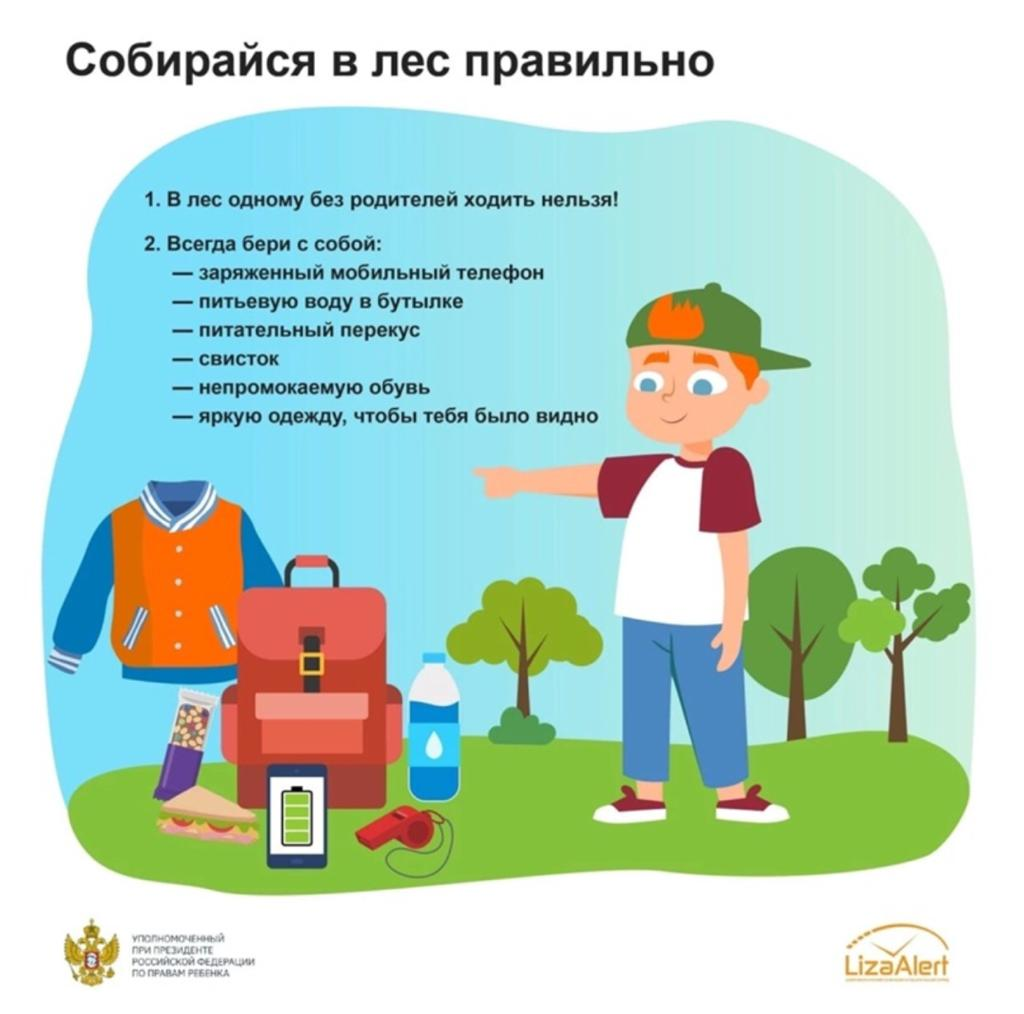 Собирайся в лес правильно
1. В лес одному без родителей ходить нельзя!
2. Всегда бери с собой:
— заряженный мобильный телефон
— питьевую воду в бутылке
— питательный перекус
— свисток
— непромокаемую обувь
— яркую одежду, чтобы тебя было видно
УПОЛНОМОЧЕННЫЙ
ПРИ ПРЕЗИДЕНТЕ
РОССИЙСКОЙ ФЕДЕРАЦИИ
ПО ПРАВАМ РЕБЕНКА
LizaAlert